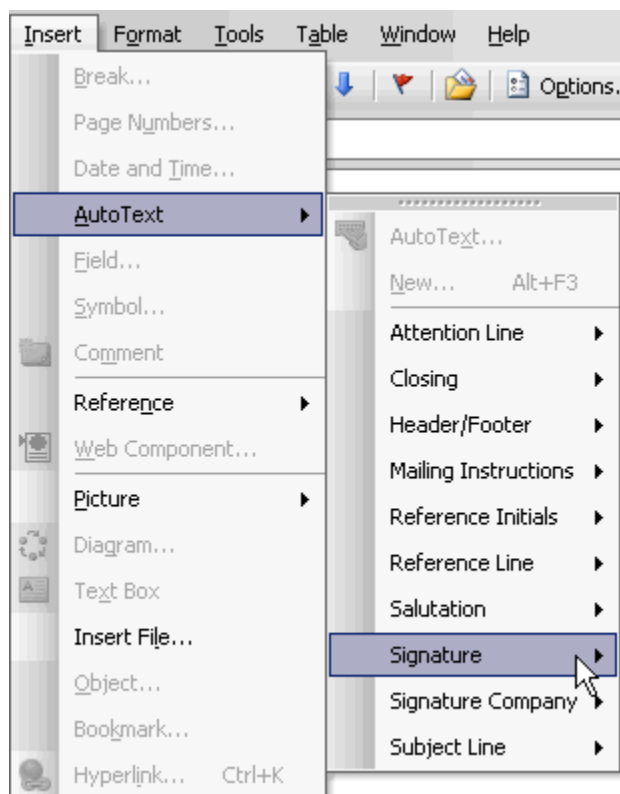 Insert Format Tools Table Window Help
Options.
Break...
Page Numbers...
Date and Time...
AutoText
Field...
Symbol...
Comment
Reference
Web Component...
Picture
Diagram...
Text Box
Insert File...
Object...
Bookmark...
Hyperlink... Ctrl+K
AutoText...
New... Alt+F3
Attention Line
Closing
Header/Footer
Mailing Instructions
Reference Initials
Reference Line
Salutation
Signature
Signature Company
Subject Line